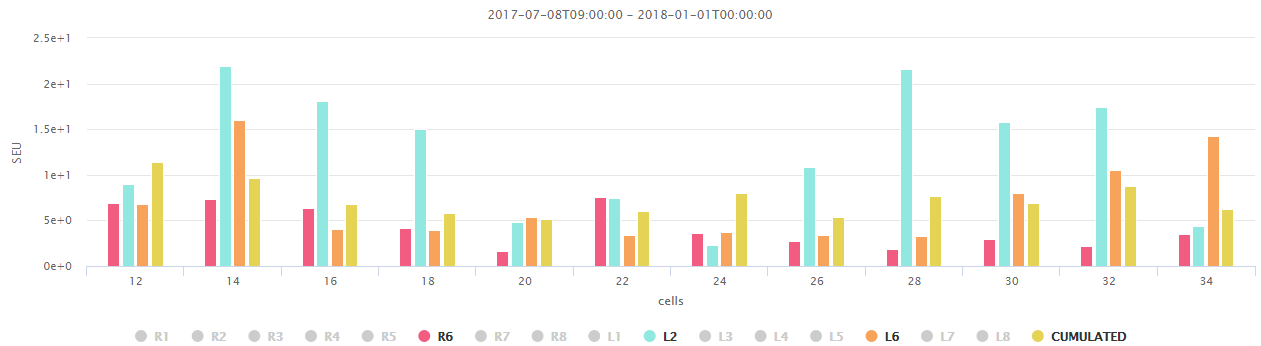 2017-07-08T09:00:00 - 2018-01-01T00:00:00
2.5e+1
2e+1
1.5e+1
1e+1
5e+0
0e+0
SEU
12 14 16 18 20 22 24 26 28 30 32 34
cells
R1 R2 R3 R4 R5 R6 R7 R8 L1 L2 L3 L4 L5 L6 L7 L8 CUMULATED